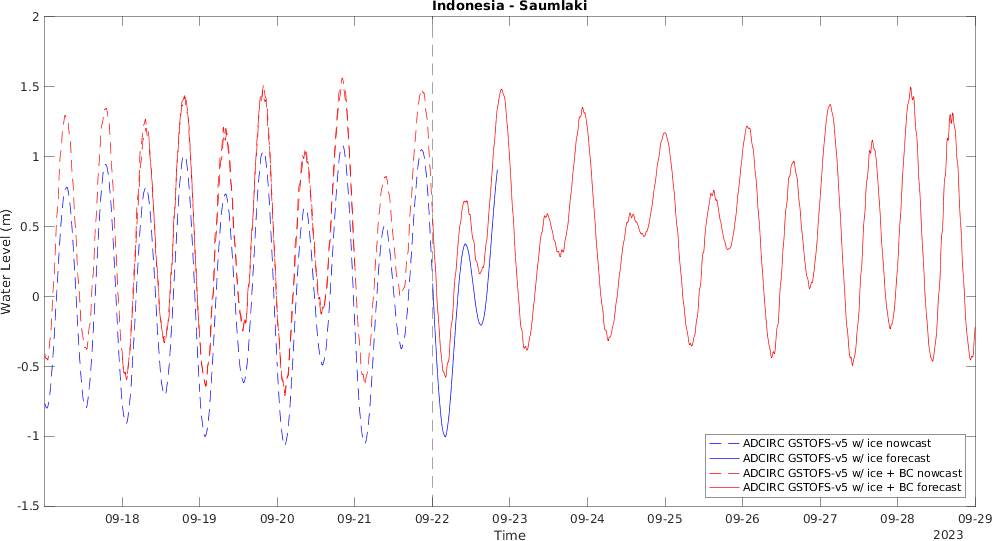 Indonesia - Saumlaki
2
1.5
1
0.5
0
-0.5
-1
-1.5
Water Level (m)
ADCIRC GSTOFS-v5 w/ ice nowcast
ADCIRC GSTOFS-v5 w/ ice forecast
ADCIRC GSTOFS-v5 w/ ice + BC nowcast
ADCIRC GSTOFS-v5 w/ ice + BC forecast
09-18 09-19 09-20 09-21 09-22 09-23 09-24 09-25 09-26 09-27 09-28 09-29
Time
2023